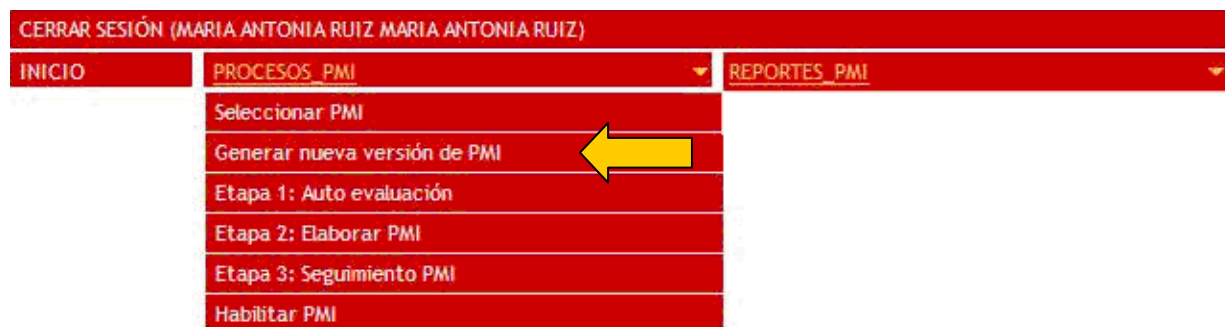 CERRAR SESIÓN (MARIA ANTONIA RUIZ MARIA ANTONIA RUIZ)
INICIO PROCESOS_PMI REPORTES_PMI
Seleccionar PMI
Generar nueva versión de PMI
Etapa 1: Auto evaluación
Etapa 2: Elaborar PMI
Etapa 3: Seguimiento PMI
Habilitar PMI